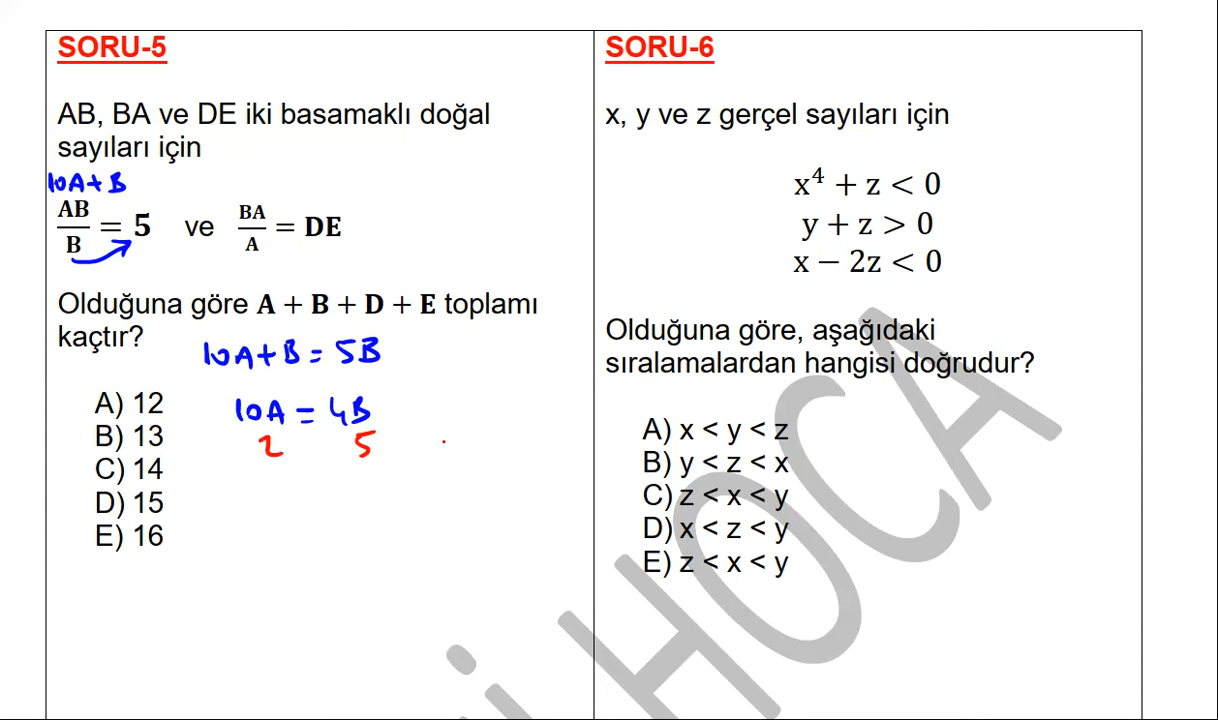 SORU-5
AB, BA ve DE iki basamaklı doğal
sayıları için
10A+B
AB/B = 5 ve BA/A = DE
Olduğuna göre A + B + D + E toplamı
kaçtır?
10A+B = 5B
10A = 4B
2 5
A) 12
B) 13
C) 14
D) 15
E) 16
SORU-6
x, y ve z gerçel sayıları için
x⁴ + z < 0
y + z > 0
x − 2z < 0
Olduğuna göre, aşağıdaki
sıralamalardan hangisi doğrudur?
A) x < y < z
B) y < z < x
C) z < x < y
D) x < z < y
E) z < x < y
HOCA